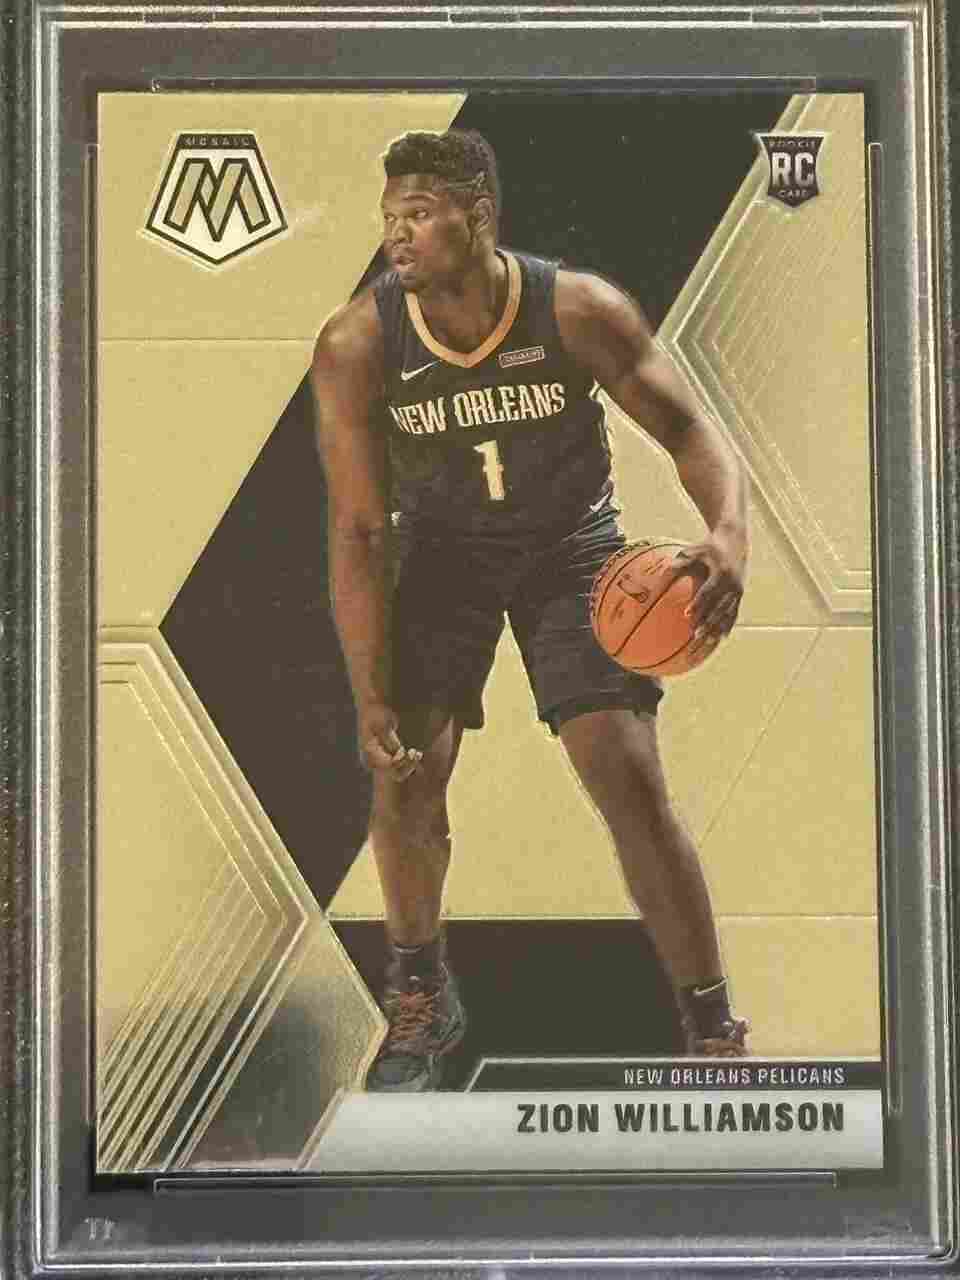 MOSAIC
ROOKIE
RC
CARD
NEW ORLEANS
1
NEW ORLEANS PELICANS
ZION WILLIAMSON